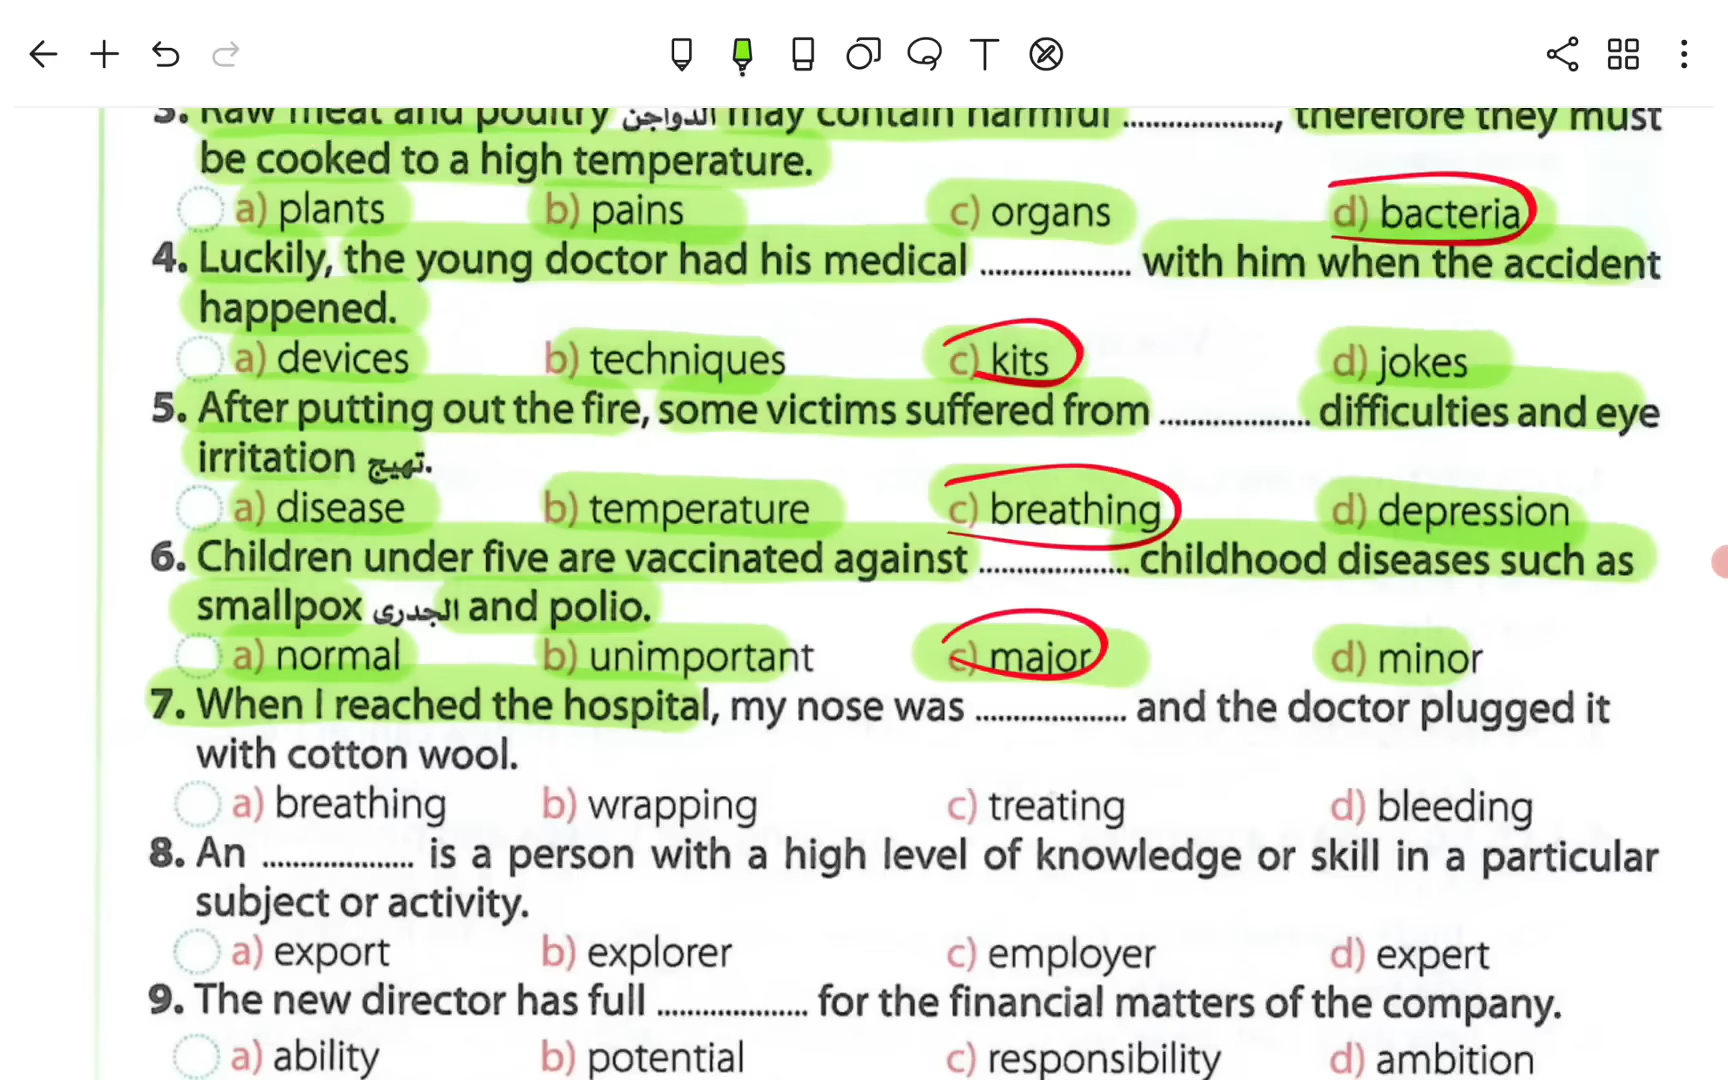 3. Raw meat and poultry الدواجن may contain harmful ...................., therefore they must
be cooked to a high temperature.
a) plants b) pains c) organs d) bacteria
4. Luckily, the young doctor had his medical .................... with him when the accident
happened.
a) devices b) techniques c) kits d) jokes
5. After putting out the fire, some victims suffered from .................... difficulties and eye
irritation تهيج.
a) disease b) temperature c) breathing d) depression
6. Children under five are vaccinated against .................... childhood diseases such as
smallpox الجدرى and polio.
a) normal b) unimportant c) major d) minor
7. When I reached the hospital, my nose was .................... and the doctor plugged it
with cotton wool.
a) breathing b) wrapping c) treating d) bleeding
8. An .................... is a person with a high level of knowledge or skill in a particular
subject or activity.
a) export b) explorer c) employer d) expert
9. The new director has full .................... for the financial matters of the company.
a) ability b) potential c) responsibility d) ambition